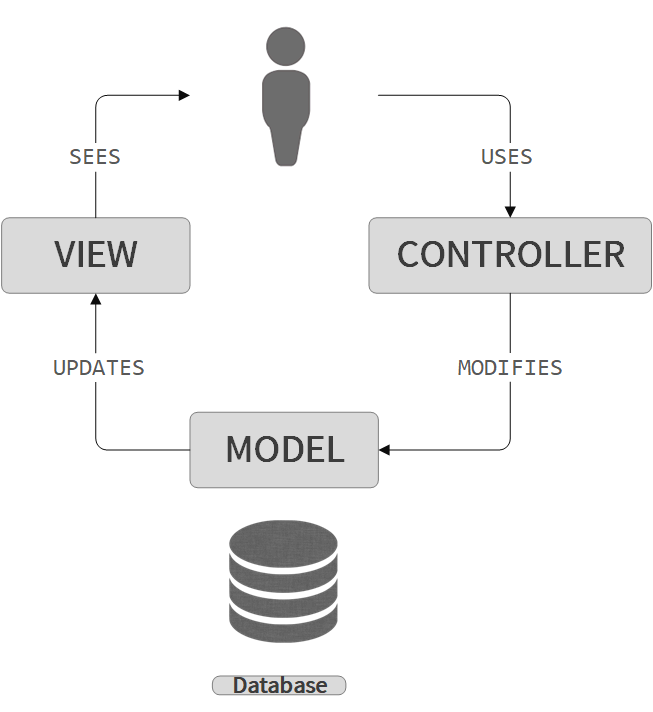 SEES
USES
VIEW
CONTROLLER
UPDATES
MODIFIES
MODEL
Database